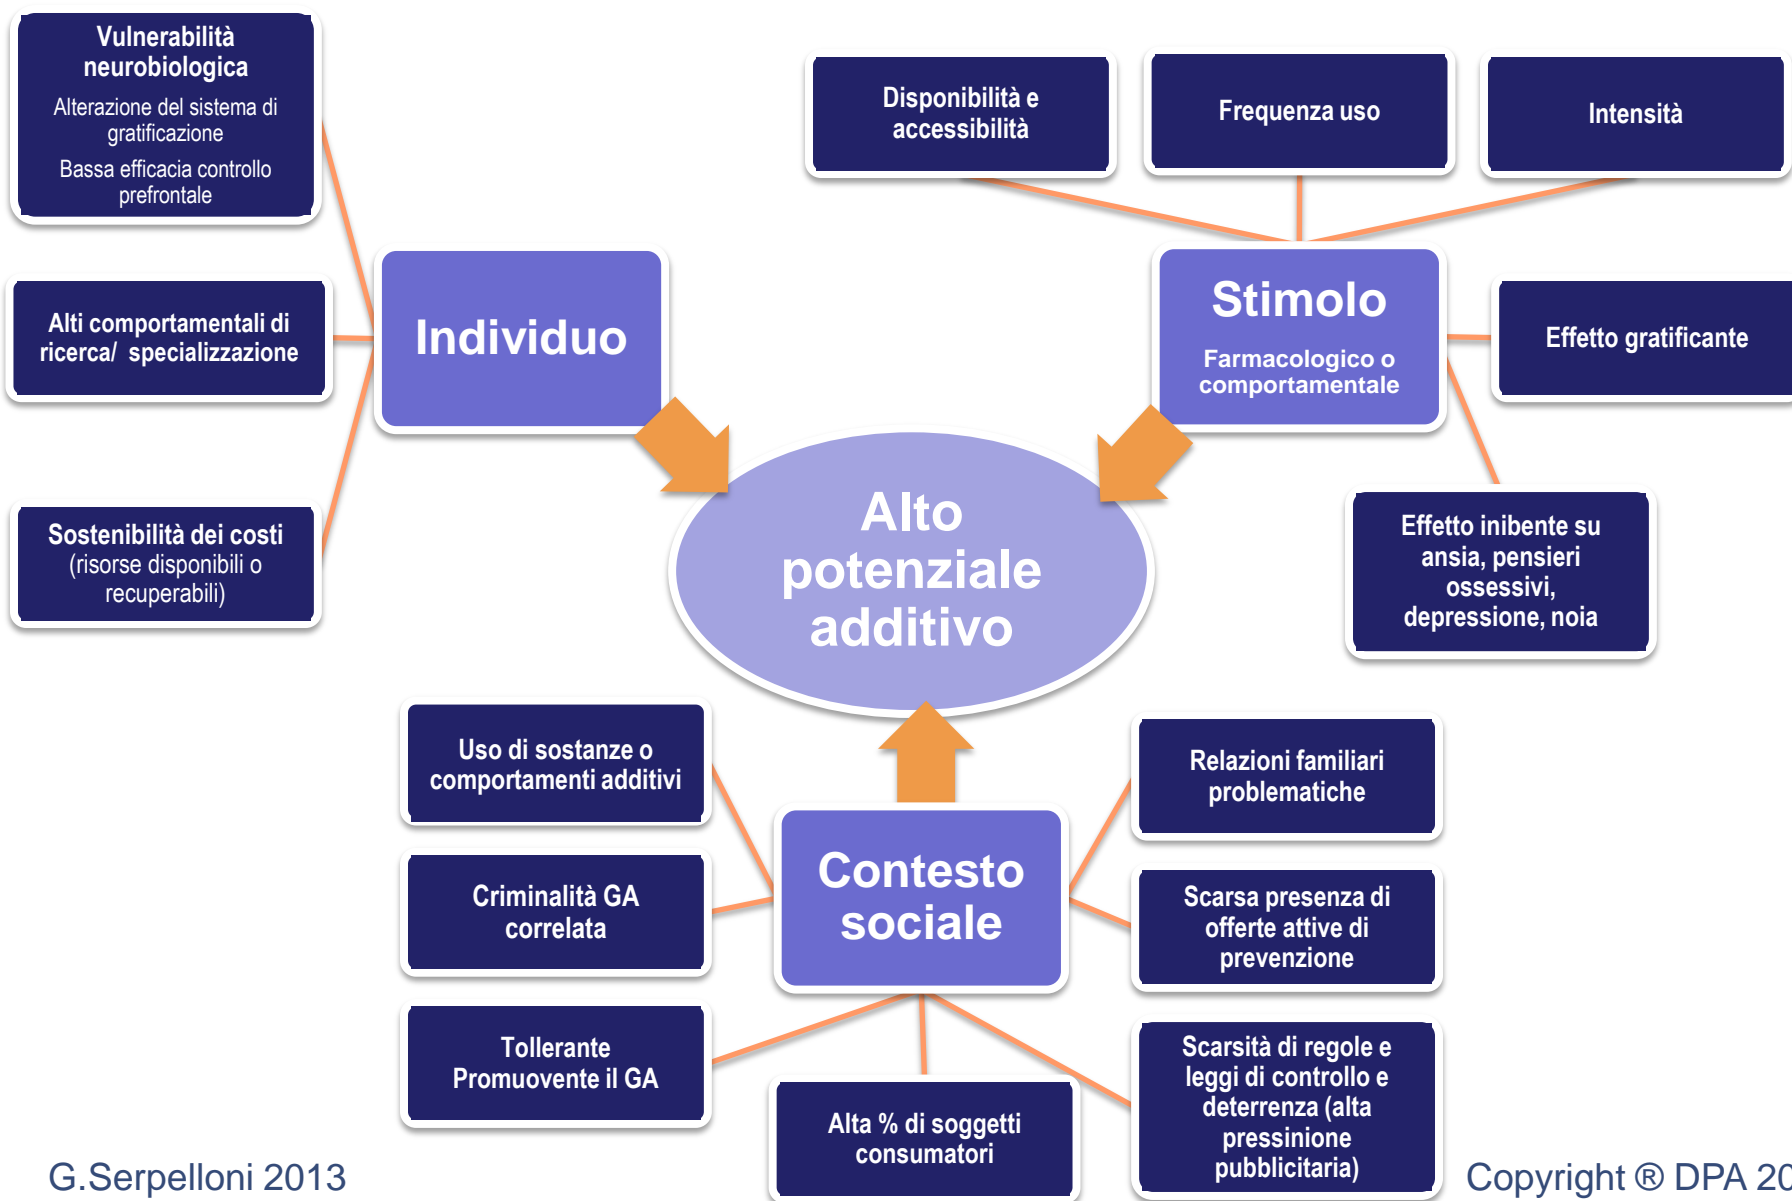 Vulnerabilità
neurobiologica
Alterazione del sistema di
gratificazione
Bassa efficacia controllo
prefrontale
Alti comportamentali di
ricerca/ specializzazione
Sostenibilità dei costi
(risorse disponibili o
recuperabili)
Individuo
Disponibilità e
accessibilità
Frequenza uso
Intensità
Stimolo
Farmacologico o
comportamentale
Effetto gratificante
Effetto inibente su
ansia, pensieri
ossessivi,
depressione, noia
Alto
potenziale
additivo
Uso di sostanze o
comportamenti additivi
Criminalità GA
correlata
Tollerante
Promuovente il GA
Contesto
sociale
Alta % di soggetti
consumatori
Relazioni familiari
problematiche
Scarsa presenza di
offerte attive di
prevenzione
Scarsità di regole e
leggi di controllo e
deterrenza (alta
pressinione
pubblicitaria)
G.Serpelloni 2013
Copyright ® DPA 20